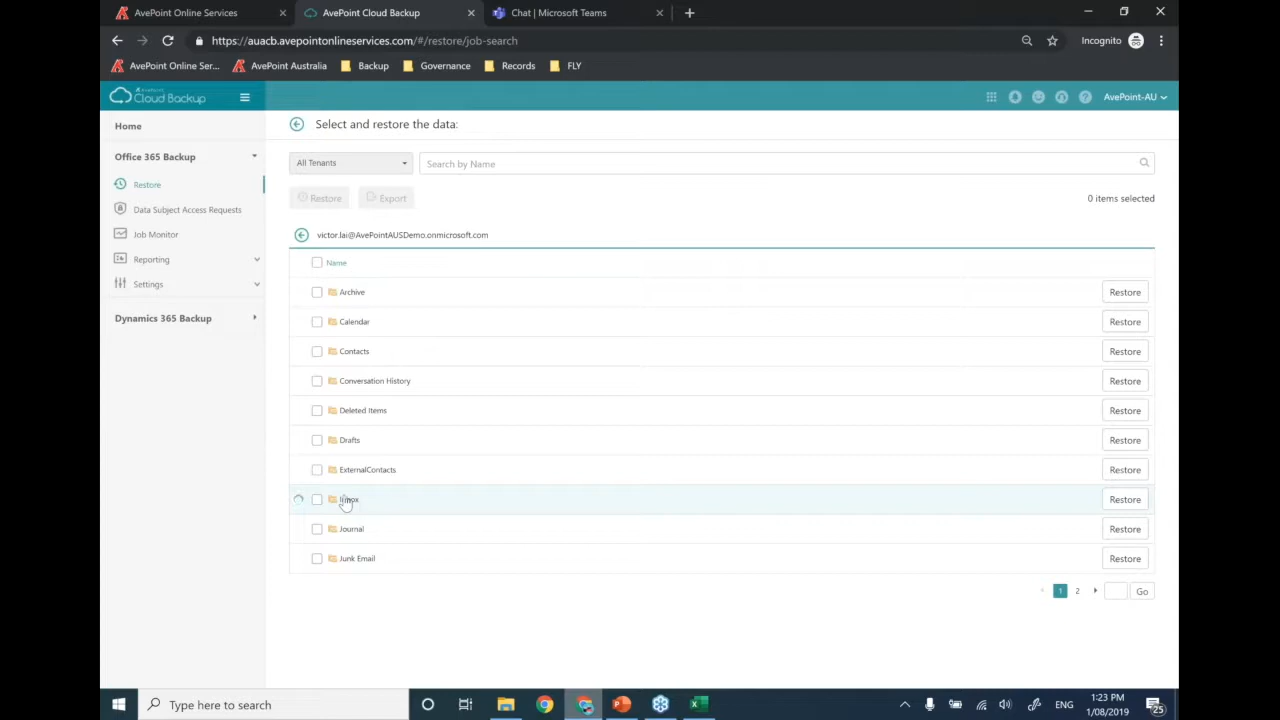 AvePoint Online Services
AvePoint Cloud Backup
Chat | Microsoft Teams
https://auacb.avepointonlineservices.com/#/restore/job-search
Incognito
AvePoint Online Ser...
AvePoint Australia
Backup
Governance
Records
FLY
AVEPOINT
Cloud Backup
AvePoint-AU
Home
Select and restore the data:
Office 365 Backup
All Tenants
Search by Name
Restore
Restore
Export
0 items selected
Data Subject Access Requests
Job Monitor
victor.lai@AvePointAUSDemo.onmicrosoft.com
Reporting
Name
Settings
Archive Restore
Dynamics 365 Backup
Calendar Restore
Contacts Restore
Conversation History Restore
Deleted Items Restore
Drafts Restore
ExternalContacts Restore
Inbox Restore
Journal Restore
Junk Email Restore
1 2 Go
Type here to search
ENG
1:23 PM
1/08/2019
25